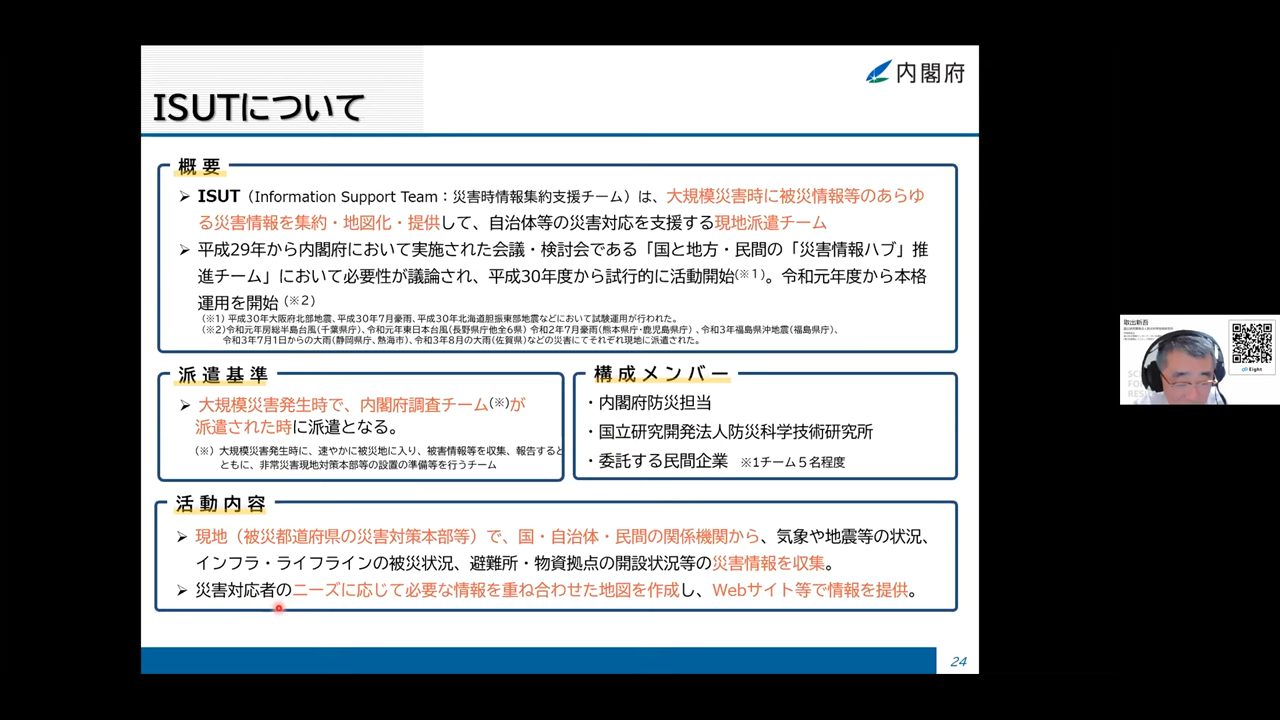 内閣府
ISUTについて
概要
➢ ISUT（Information Support Team：災害時情報集約支援チーム）は、大規模災害時に被災情報等のあらゆ
る災害情報を集約・地図化・提供して、自治体等の災害対応を支援する現地派遣チーム
➢ 平成29年から内閣府において実施された会議・検討会である「国と地方・民間の「災害情報ハブ」推
進チーム」において必要性が議論され、平成30年度から試行的に活動開始(※1)。令和元年度から本格
運用を開始（※2）
（※1）平成30年大阪府北部地震、平成30年7月豪雨、平成30年北海道胆振東部地震などにおいて試験運用が行われた。
（※2）令和元年房総半島台風（千葉県庁）、令和元年東日本台風（長野県庁他全6県） 令和2年7月豪雨（熊本県庁・鹿児島県庁） 、令和3年福島県沖地震（福島県庁）、
令和3年7月1日からの大雨（静岡県庁、熱海市）、令和3年8月の大雨（佐賀県）などの災害にてそれぞれ現地に派遣された。
派遣基準
➢ 大規模災害発生時で、内閣府調査チーム(※)が
派遣された時に派遣となる。
（※）大規模災害発生時に、速やかに被災地に入り、被害情報等を収集、報告すると
ともに、非常災害現地対策本部等の設置の準備等を行うチーム
構成メンバー
・内閣府防災担当
・国立研究開発法人防災科学技術研究所
・委託する民間企業 ※1チーム５名程度
活動内容
➢ 現地（被災都道府県の災害対策本部等）で、国・自治体・民間の関係機関から、気象や地震等の状況、
インフラ・ライフラインの被災状況、避難所・物資拠点の開設状況等の災害情報を収集。
➢ 災害対応者のニーズに応じて必要な情報を重ね合わせた地図を作成し、Webサイト等で情報を提供。
24
取出新吾
Eight